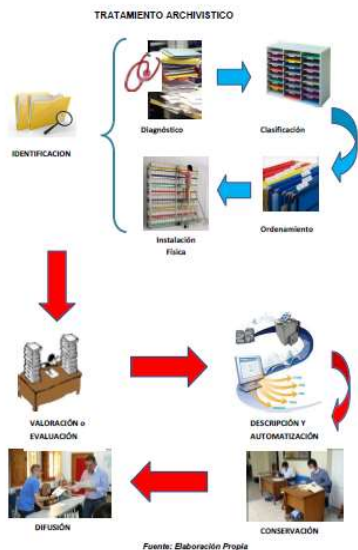 TRATAMIENTO ARCHIVISTICO
Diagnóstico
Clasificación
IDENTIFICACION
Instalación
Física
Ordenamiento
VALORACIÓN o
EVALUACIÓN
DESCRIPCIÓN Y
AUTOMATIZACIÓN
DIFUSIÓN
CONSERVACIÓN
Fuente: Elaboración Propia